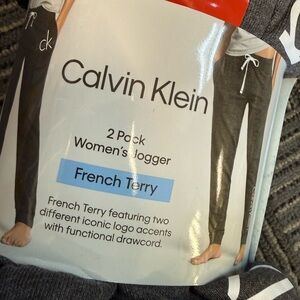 ck
Calvin Klein
2 Pack
Women's Jogger
French Terry
French Terry featuring two
different iconic logo accents
with functional drawcord.